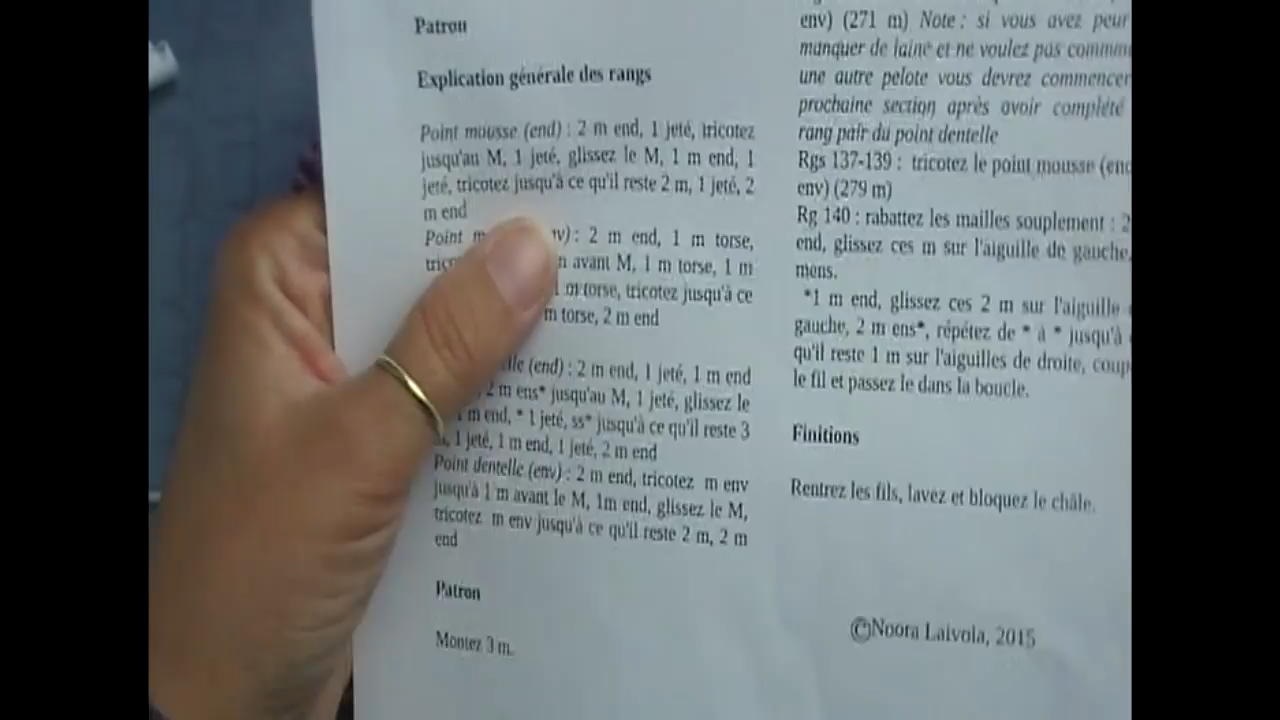 Patron
Explication générale des rangs
Point mousse (end) : 2 m end, 1 jeté, tricotez
jusqu'au M, 1 jeté, glissez le M, 1 m end, 1
jeté, tricotez jusqu'à ce qu'il reste 2 m, 1 jeté, 2
m end
Point : 2 m end, 1 m torse,
avant M, 1 m torse, 1 m
torse, tricotez jusqu'à ce
m torse, 2 m end
(end) : 2 m end, 1 jeté, 1 m end
2 m ens* jusqu'au M, 1 jeté, glissez le
m end, * 1 jeté, ss* jusqu'à ce qu'il reste 3
1 jeté, 1 m end, 1 jeté, 2 m end
Point dentelle (env) : 2 m end, tricotez m env
jusqu'à 1 m avant le M, 1m end, glissez le M,
tricotez m env jusqu'à ce qu'il reste 2 m, 2 m
end
Patron
Montez 3 m.
env) (271 m) Note : si vous avez peur
manquer de laine et ne voulez pas
une autre pelote vous devrez commencer
prochaine section après avoir complété
rang pair du point dentelle
Rgs 137-139 : tricotez le point mousse
env) (279 m)
Rg 140 : rabattez les mailles souplement : 2
end, glissez ces m sur l'aiguille de gauche,
mens.
*1 m end, glissez ces 2 m sur l'aiguille
gauche, 2 m ens*, répétez de * à * jusqu'à
qu'il reste 1 m sur l'aiguilles de droite,
le fil et passez le dans la boucle.
Finitions
Rentrez les fils, lavez et bloquez le châle.
©Noora Laivola, 2015